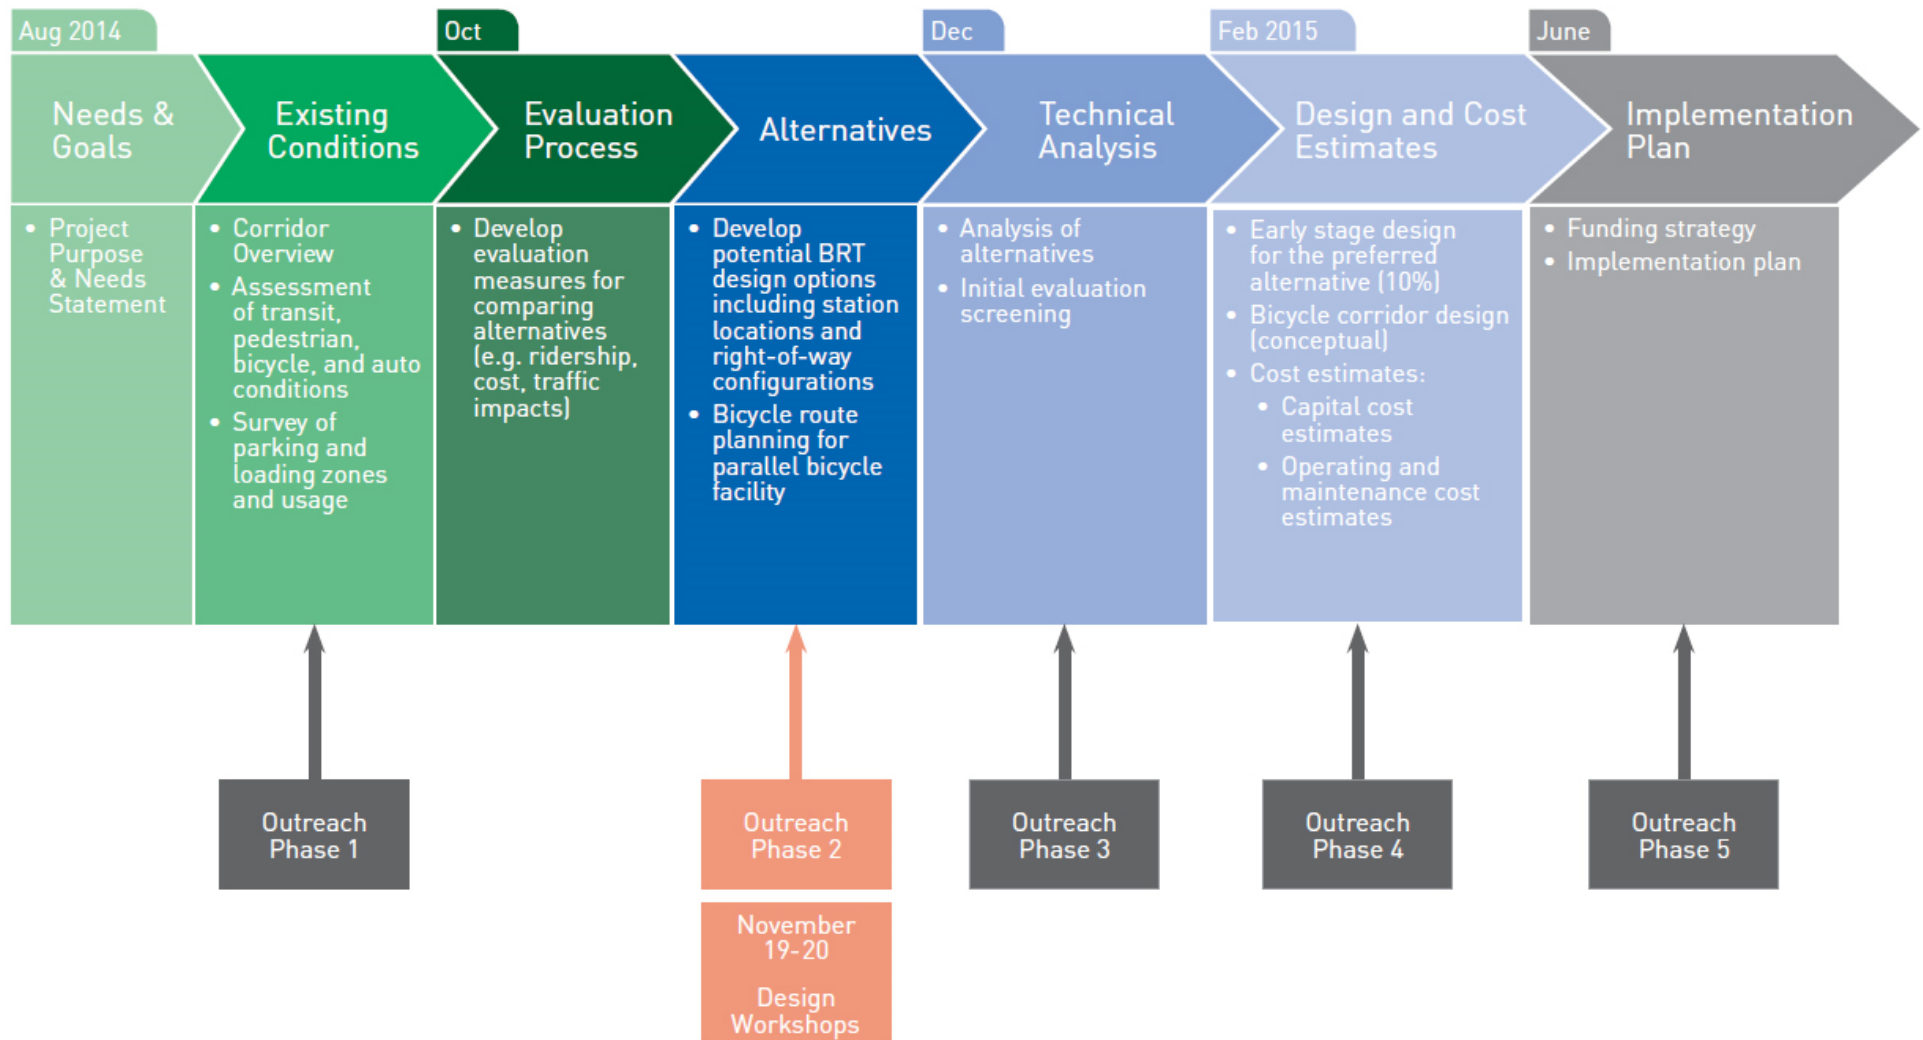 Aug 2014
Oct
Dec
Feb 2015
June
Needs &
Goals
Existing
Conditions
Evaluation
Process
Alternatives
Technical
Analysis
Design and Cost
Estimates
Implementation
Plan
• Project
Purpose
& Needs
Statement
• Corridor
Overview
• Assessment
of transit,
pedestrian,
bicycle, and auto
conditions
• Survey of
parking and
loading zones
and usage
• Develop
evaluation
measures for
comparing
alternatives
(e.g. ridership,
cost, traffic
impacts)
• Develop
potential BRT
design options
including station
locations and
right-of-way
configurations
• Bicycle route
planning for
parallel bicycle
facility
• Analysis of
alternatives
• Initial evaluation
screening
• Early stage design
for the preferred
alternative (10%)
• Bicycle corridor design
(conceptual)
• Cost estimates:
• Capital cost
estimates
• Operating and
maintenance cost
estimates
• Funding strategy
• Implementation plan
Outreach
Phase 1
Outreach
Phase 2
November
19-20
Design
Workshops
Outreach
Phase 3
Outreach
Phase 4
Outreach
Phase 5